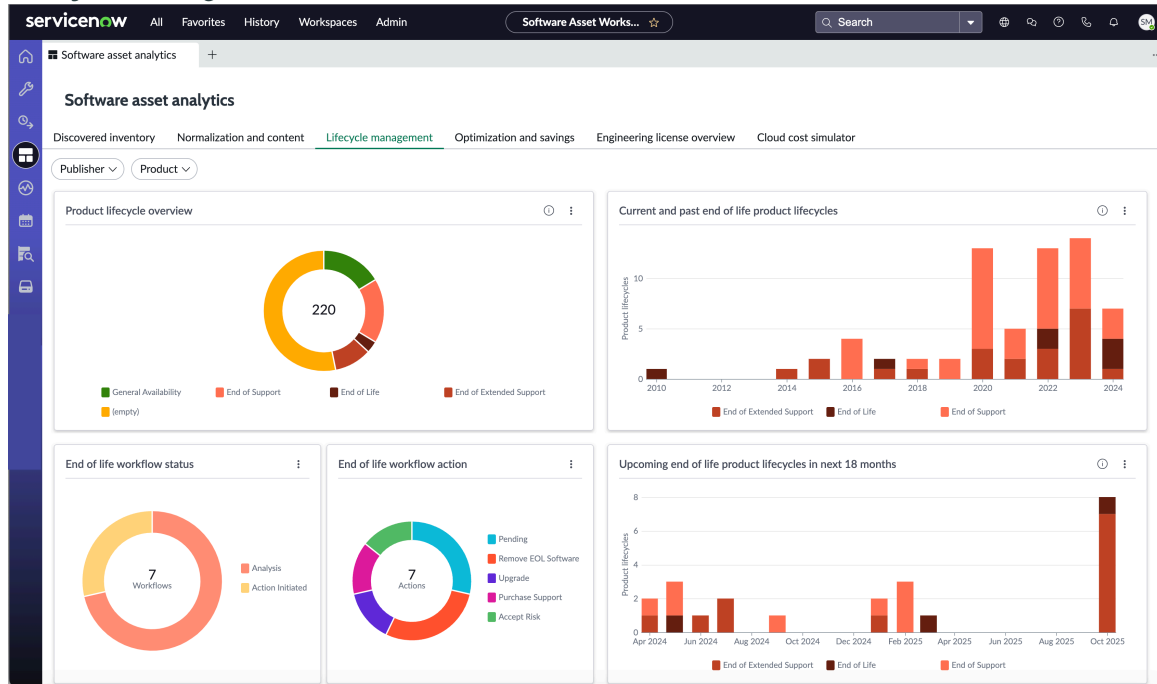 servicenow All Favorites History Workspaces Admin Software Asset Works... Search SM
Software asset analytics
Software asset analytics
Discovered inventory Normalization and content Lifecycle management Optimization and savings Engineering license overview Cloud cost simulator
Publisher Product
Product lifecycle overview
220
General Availability End of Support End of Life End of Extended Support
(empty)
Current and past end of life product lifecycles
Product lifecycles
10
5
0
2010 2012 2014 2016 2018 2020 2022 2024
End of Extended Support End of Life End of Support
End of life workflow status
7
Workflows
Analysis
Action Initiated
End of life workflow action
7
Actions
Pending
Remove EOL Software
Upgrade
Purchase Support
Accept Risk
Upcoming end of life product lifecycles in next 18 months
Product lifecycles
8
6
4
2
0
Apr 2024 Jun 2024 Aug 2024 Oct 2024 Dec 2024 Feb 2025 Apr 2025 Jun 2025 Aug 2025 Oct 2025
End of Extended Support End of Life End of Support